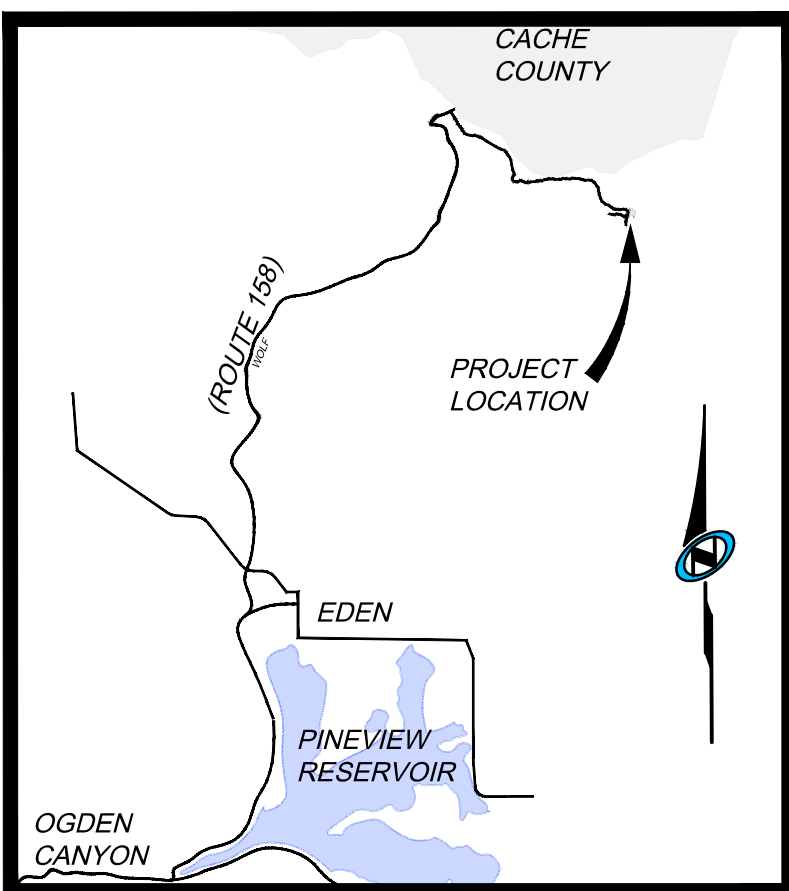 CACHE
COUNTY
(ROUTE 158)
WOLF
PROJECT
LOCATION
N
EDEN
PINEVIEW
RESERVOIR
OGDEN
CANYON